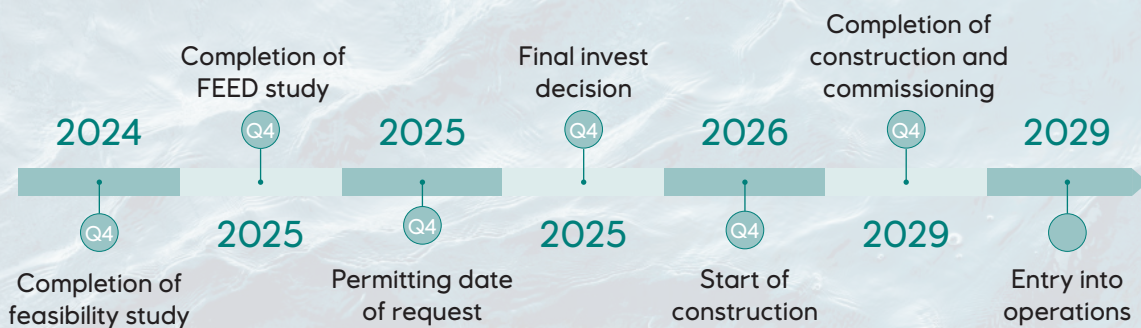 2024
Q4
Completion of
feasibility study
Completion of
FEED study
Q4
2025
2025
Q4
Permitting date
of request
Final invest
decision
Q4
2025
2026
Q4
Start of
construction
Completion of
construction and
commissioning
Q4
2029
2029
Entry into
operations